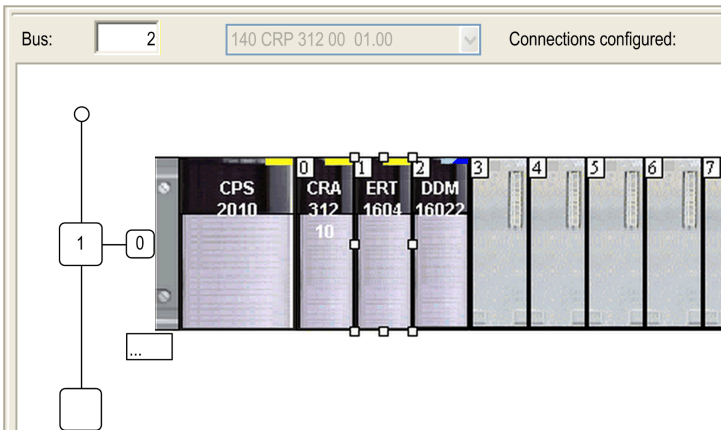 Bus: 2 140 CRP 312 00 01.00 Connections configured:
0 1 2 3 4 5 6 7
CPS 2010
CRA 312 10
ERT 1604
DDM 16022
1 0
...